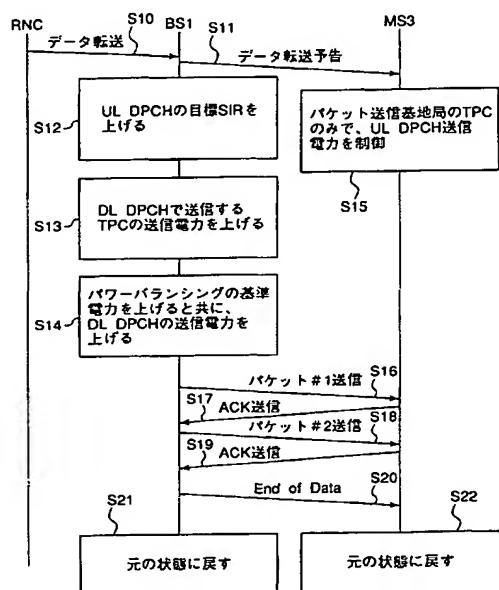 RNC
BS1
MS3
S10
S11
データ転送
データ転送予告
S12
UL DPCHの目標SIRを
上げる
パケット送信基地局のTPC
のみで、UL DPCH送信
電力を制御
S15
S13
DL DPCHで送信する
TPCの送信電力を上げる
S14
パワーバランシングの基準
電力を上げると共に、
DL DPCHの送信電力を
上げる
S16
パケット#1送信
S17
ACK送信
S18
パケット#2送信
S19
ACK送信
S20
End of Data
S21
S22
元の状態に戻す
元の状態に戻す